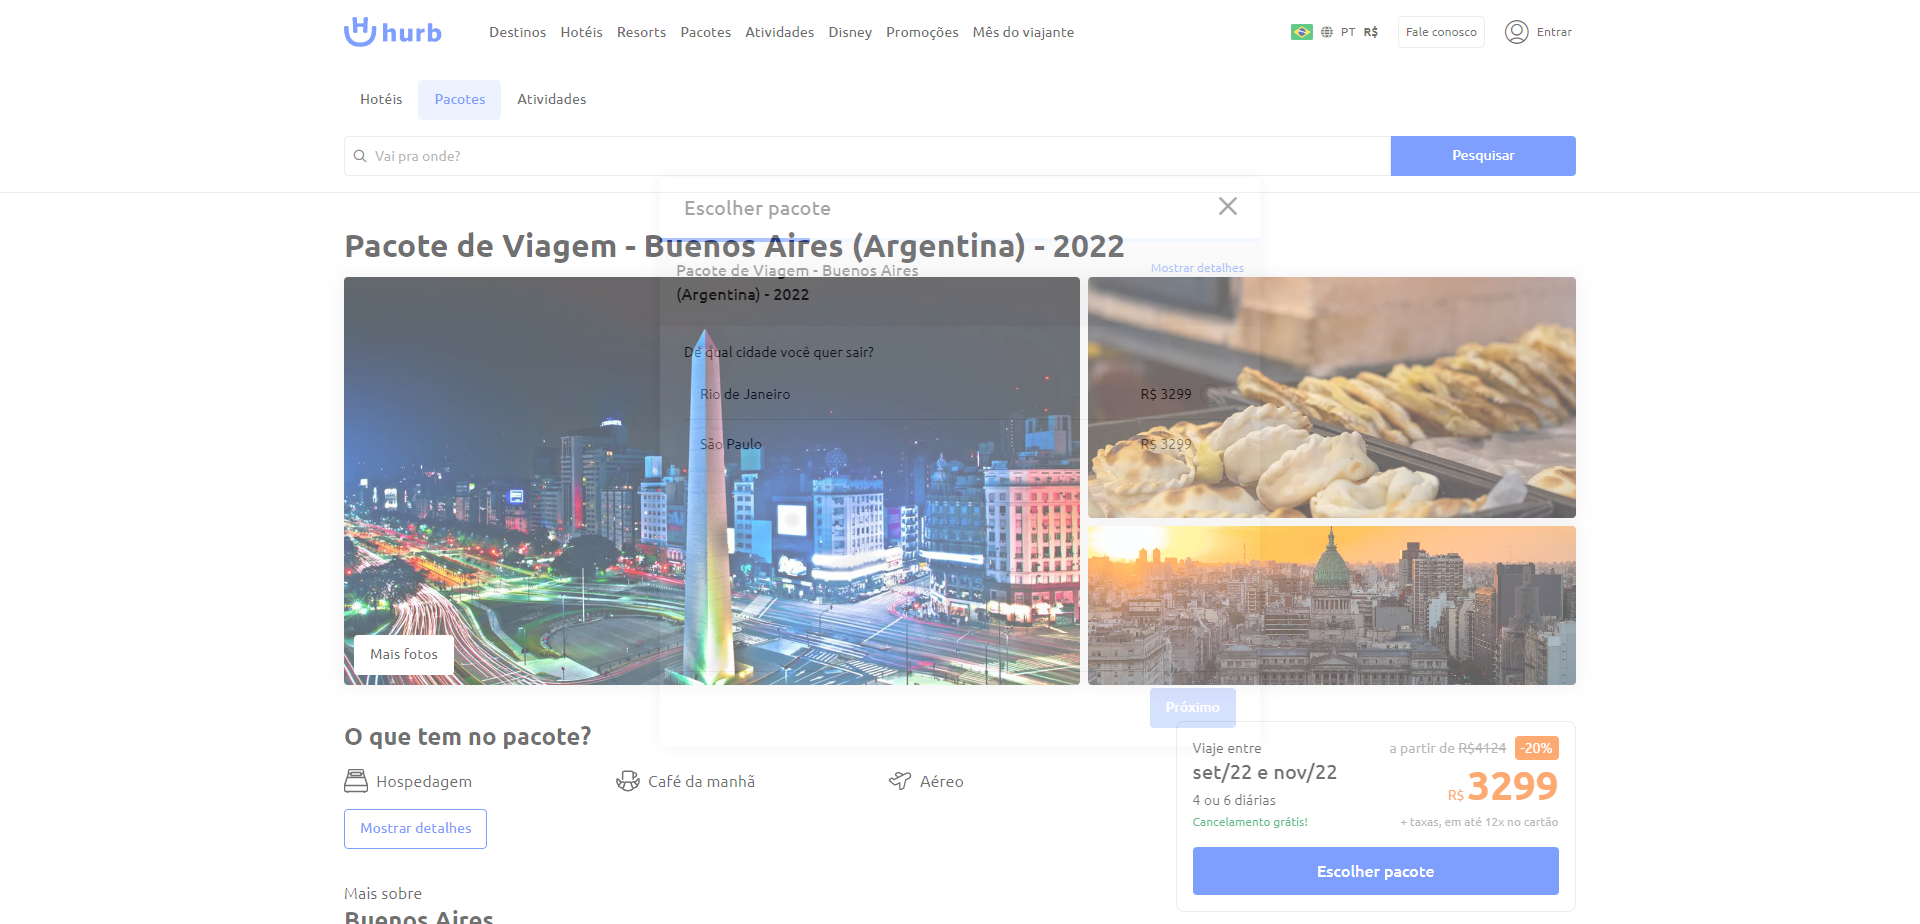 hurb
Destinos Hotéis Resorts Pacotes Atividades Disney Promoções Mês do viajante
PT R$ Fale conosco Entrar
Hotéis Pacotes Atividades
Vai pra onde? Pesquisar
Escolher pacote
Pacote de Viagem - Buenos Aires (Argentina) - 2022
Pacote de Viagem - Buenos Aires Mostrar detalhes
(Argentina) - 2022
De qual cidade você quer sair?
Rio de Janeiro R$ 3299
São Paulo R$ 3299
Mais fotos
Próximo
O que tem no pacote?
Hospedagem Café da manhã Aéreo
Mostrar detalhes
Viaje entre a partir de R$4124 -20%
set/22 e nov/22 R$ 3299
4 ou 6 diárias
Cancelamento grátis! + taxas, em até 12x no cartão
Escolher pacote
Mais sobre
Buenos Aires